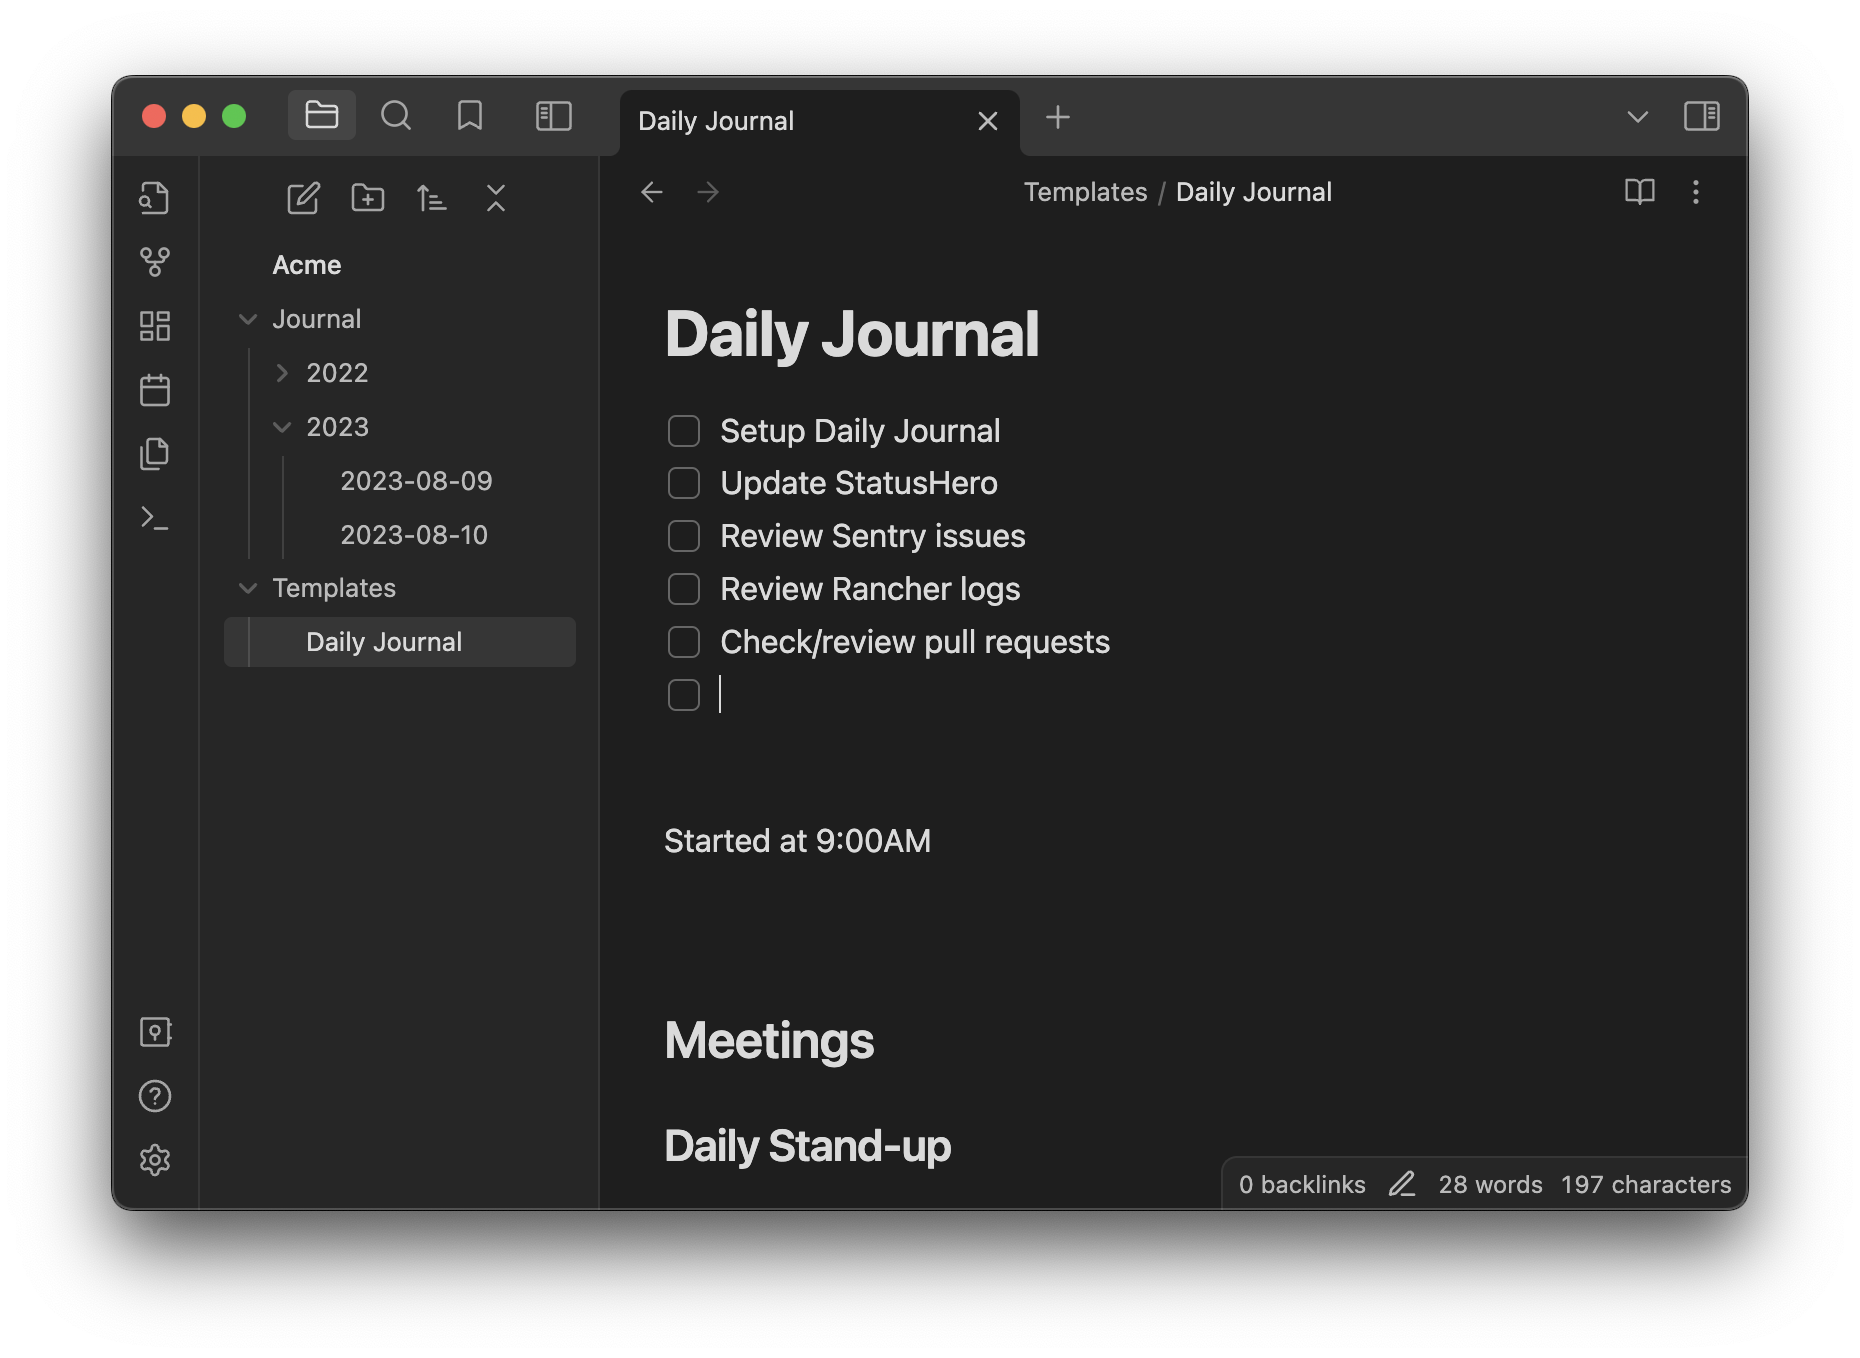 Daily Journal
Acme
Journal
2022
2023
2023-08-09
2023-08-10
Templates
Daily Journal
Templates / Daily Journal
Daily Journal
Setup Daily Journal
Update StatusHero
Review Sentry issues
Review Rancher logs
Check/review pull requests
Started at 9:00AM
Meetings
Daily Stand-up
0 backlinks 28 words 197 characters